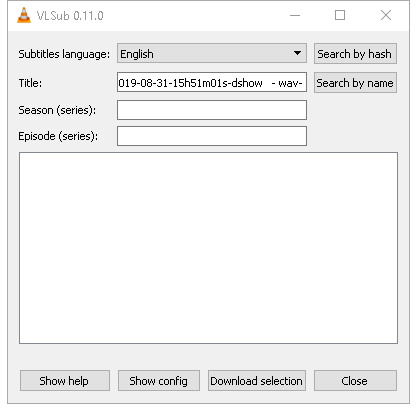 VLSub 0.11.0
Subtitles language: English Search by hash
Title: 019-08-31-15h51m01s-dshow - wav- Search by name
Season (series):
Episode (series):
Show help Show config Download selection Close